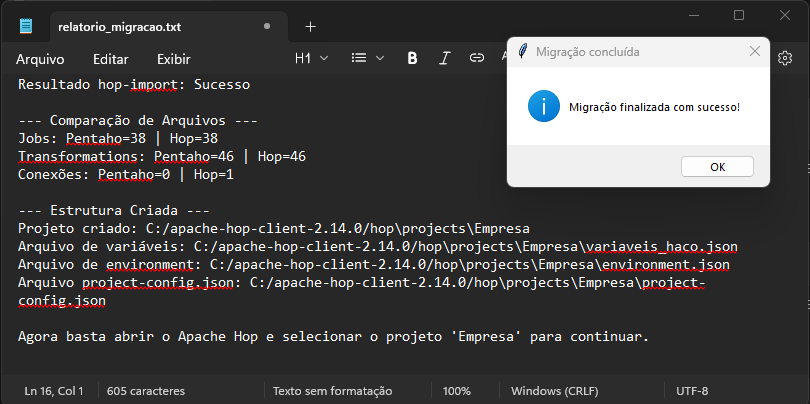 relatorio_migracao.txt
Arquivo Editar Exibir H1 B I
Resultado hop-import: Sucesso
--- Comparação de Arquivos ---
Jobs: Pentaho=38 | Hop=38
Transformations: Pentaho=46 | Hop=46
Conexões: Pentaho=0 | Hop=1
--- Estrutura Criada ---
Projeto criado: C:/apache-hop-client-2.14.0/hop\projects\Empresa
Arquivo de variáveis: C:/apache-hop-client-2.14.0/hop\projects\Empresa\variaveis_haco.json
Arquivo de environment: C:/apache-hop-client-2.14.0/hop\projects\Empresa\environment.json
Arquivo project-config.json: C:/apache-hop-client-2.14.0/hop\projects\Empresa\project-
config.json
Agora basta abrir o Apache Hop e selecionar o projeto 'Empresa' para continuar.
Migração concluída
Migração finalizada com sucesso!
OK
Ln 16, Col 1 605 caracteres Texto sem formatação 100% Windows (CRLF) UTF-8